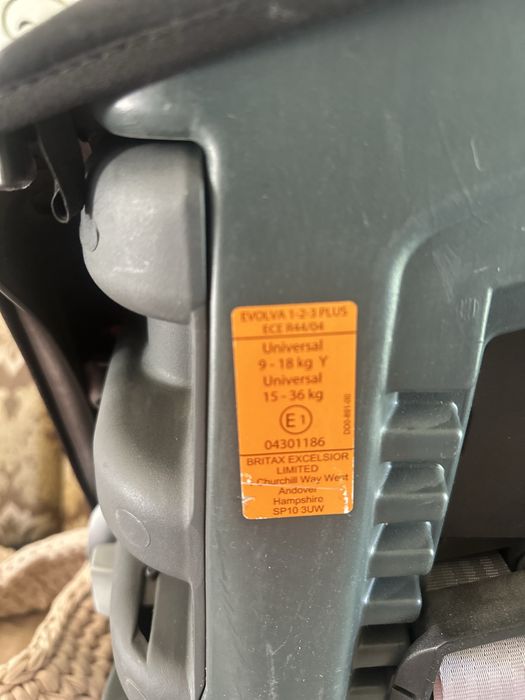 EVOLVA 1-2-3 PLUS
ECE R44/04
Universal
9 - 18 kg Y
Universal
15 - 36 kg
E1
04301186
BRITAX EXCELSIOR
LIMITED
Churchill Way West
Andover
Hampshire
SP10 3UW